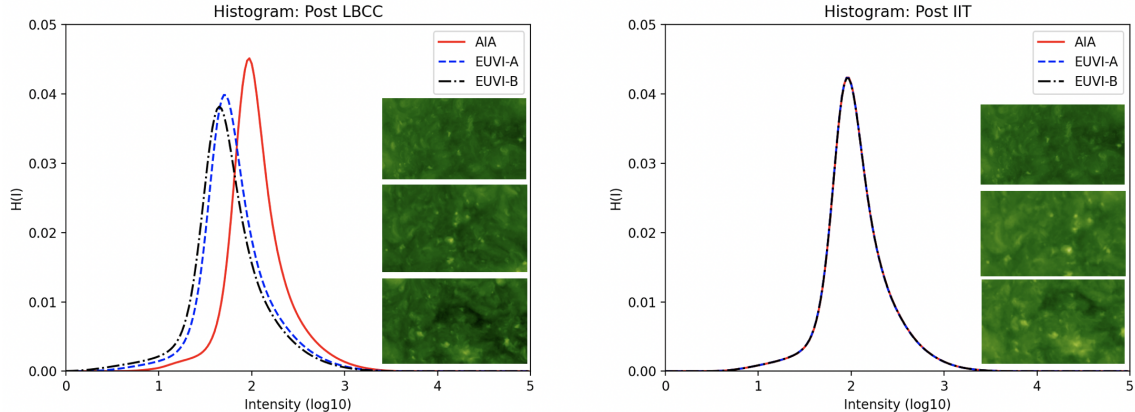 Histogram: Post LBCC
H(I)
0.05
0.04
0.03
0.02
0.01
0.00
AIA
EUVI-A
EUVI-B
0 1 2 3 4 5
Intensity (log10)
Histogram: Post IIT
H(I)
0.05
0.04
0.03
0.02
0.01
0.00
AIA
EUVI-A
EUVI-B
0 1 2 3 4 5
Intensity (log10)